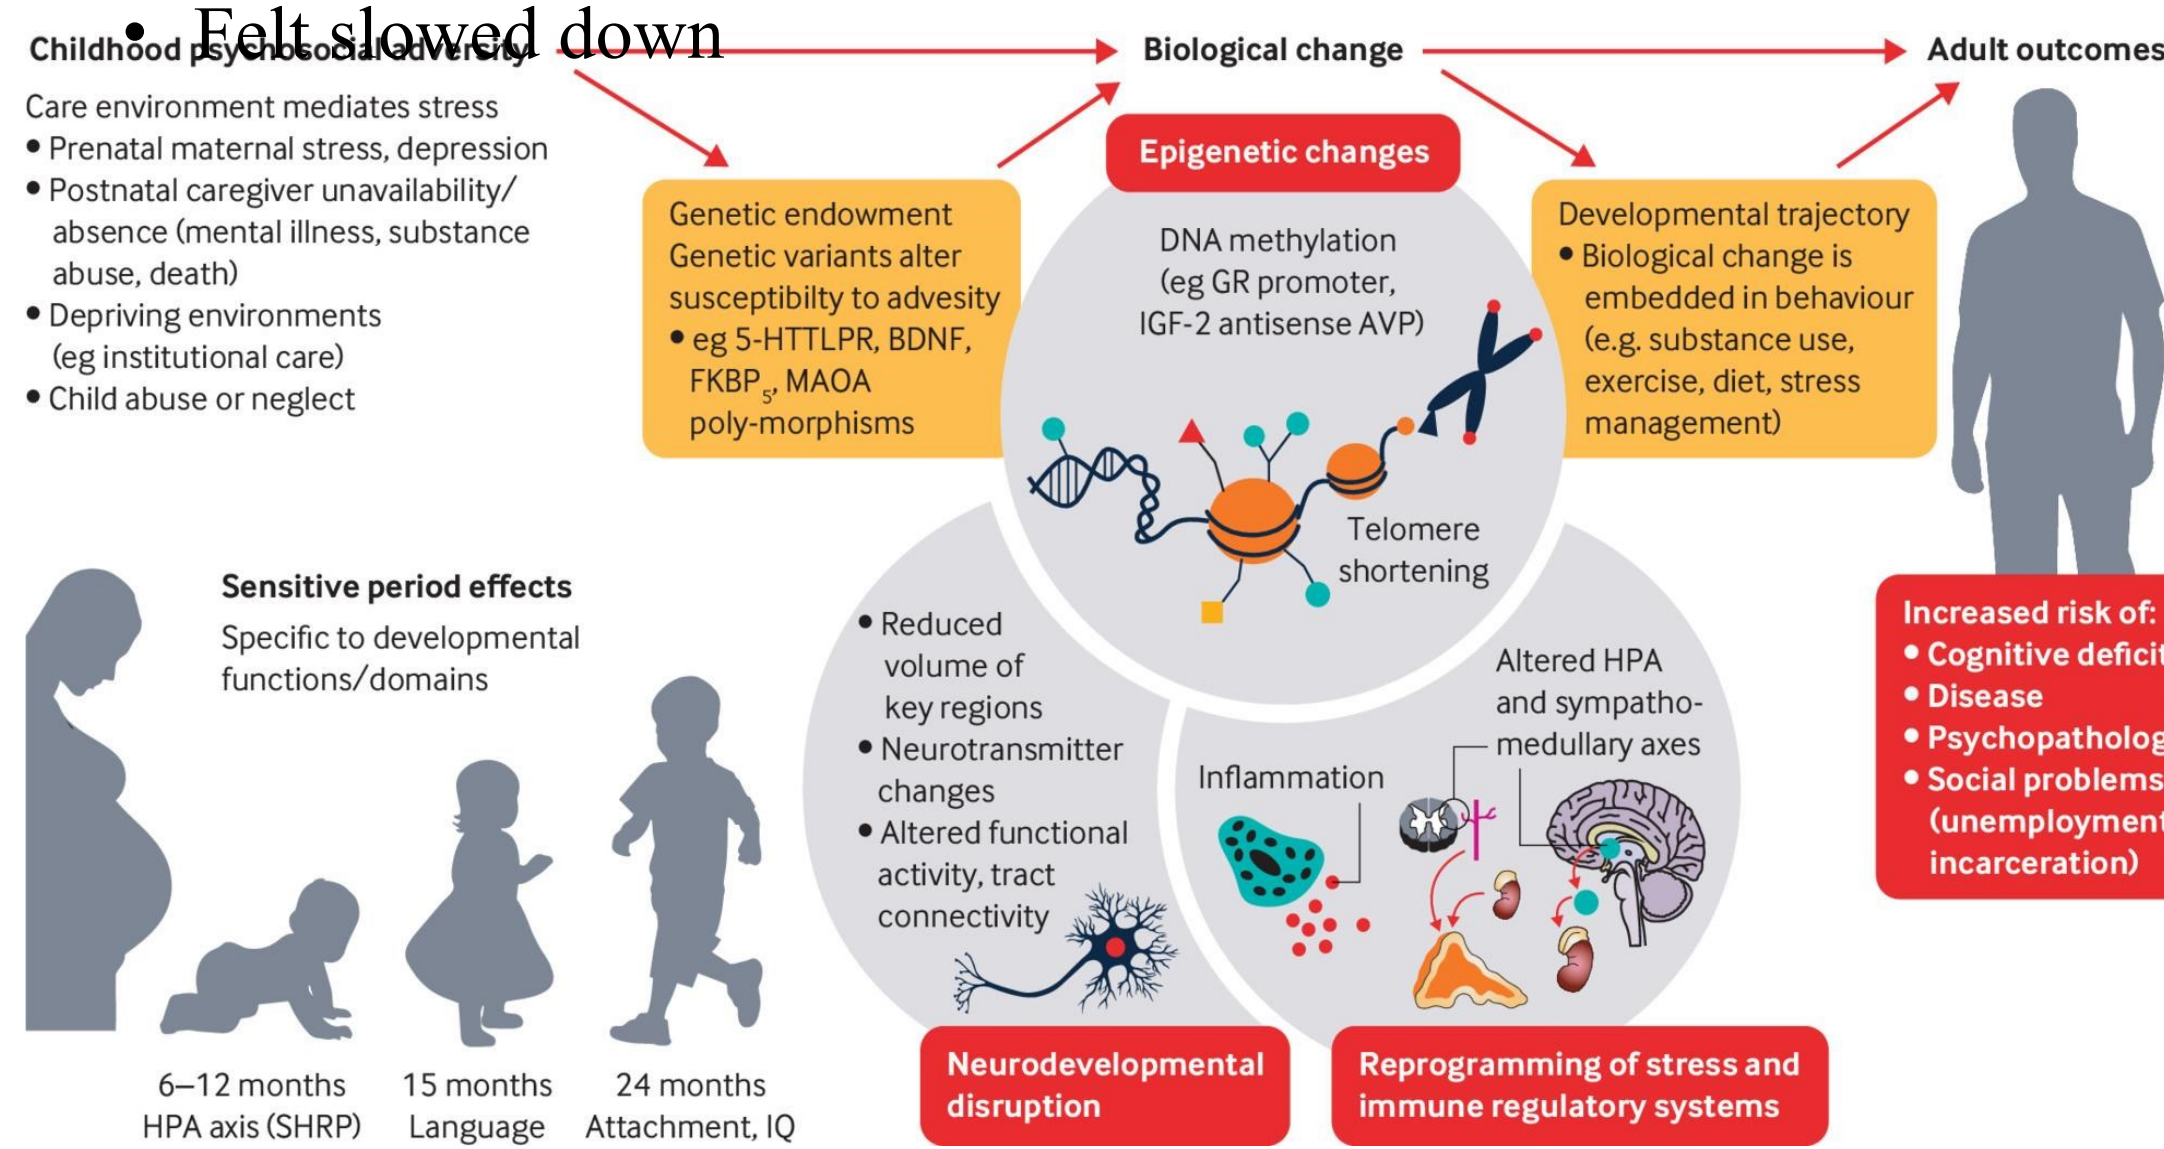 • Felt slowed down
Childhood psychosocial adversity
Care environment mediates stress
• Prenatal maternal stress, depression
• Postnatal caregiver unavailability/
absence (mental illness, substance
abuse, death)
• Depriving environments
(eg institutional care)
• Child abuse or neglect
Genetic endowment
Genetic variants alter
susceptibilty to advesity
• eg 5-HTTLPR, BDNF,
FKBP5, MAOA
poly-morphisms
Biological change
Epigenetic changes
DNA methylation
(eg GR promoter,
IGF-2 antisense AVP)
Telomere
shortening
Developmental trajectory
• Biological change is
embedded in behaviour
(e.g. substance use,
exercise, diet, stress
management)
Adult outcomes
Sensitive period effects
Specific to developmental
functions/domains
6–12 months
HPA axis (SHRP)
15 months
Language
24 months
Attachment, IQ
• Reduced
volume of
key regions
• Neurotransmitter
changes
• Altered functional
activity, tract
connectivity
Neurodevelopmental
disruption
Inflammation
Altered HPA
and sympatho-
medullary axes
Reprogramming of stress and
immune regulatory systems
Increased risk of:
• Cognitive deficit
• Disease
• Psychopatholog
• Social problems
(unemployment
incarceration)